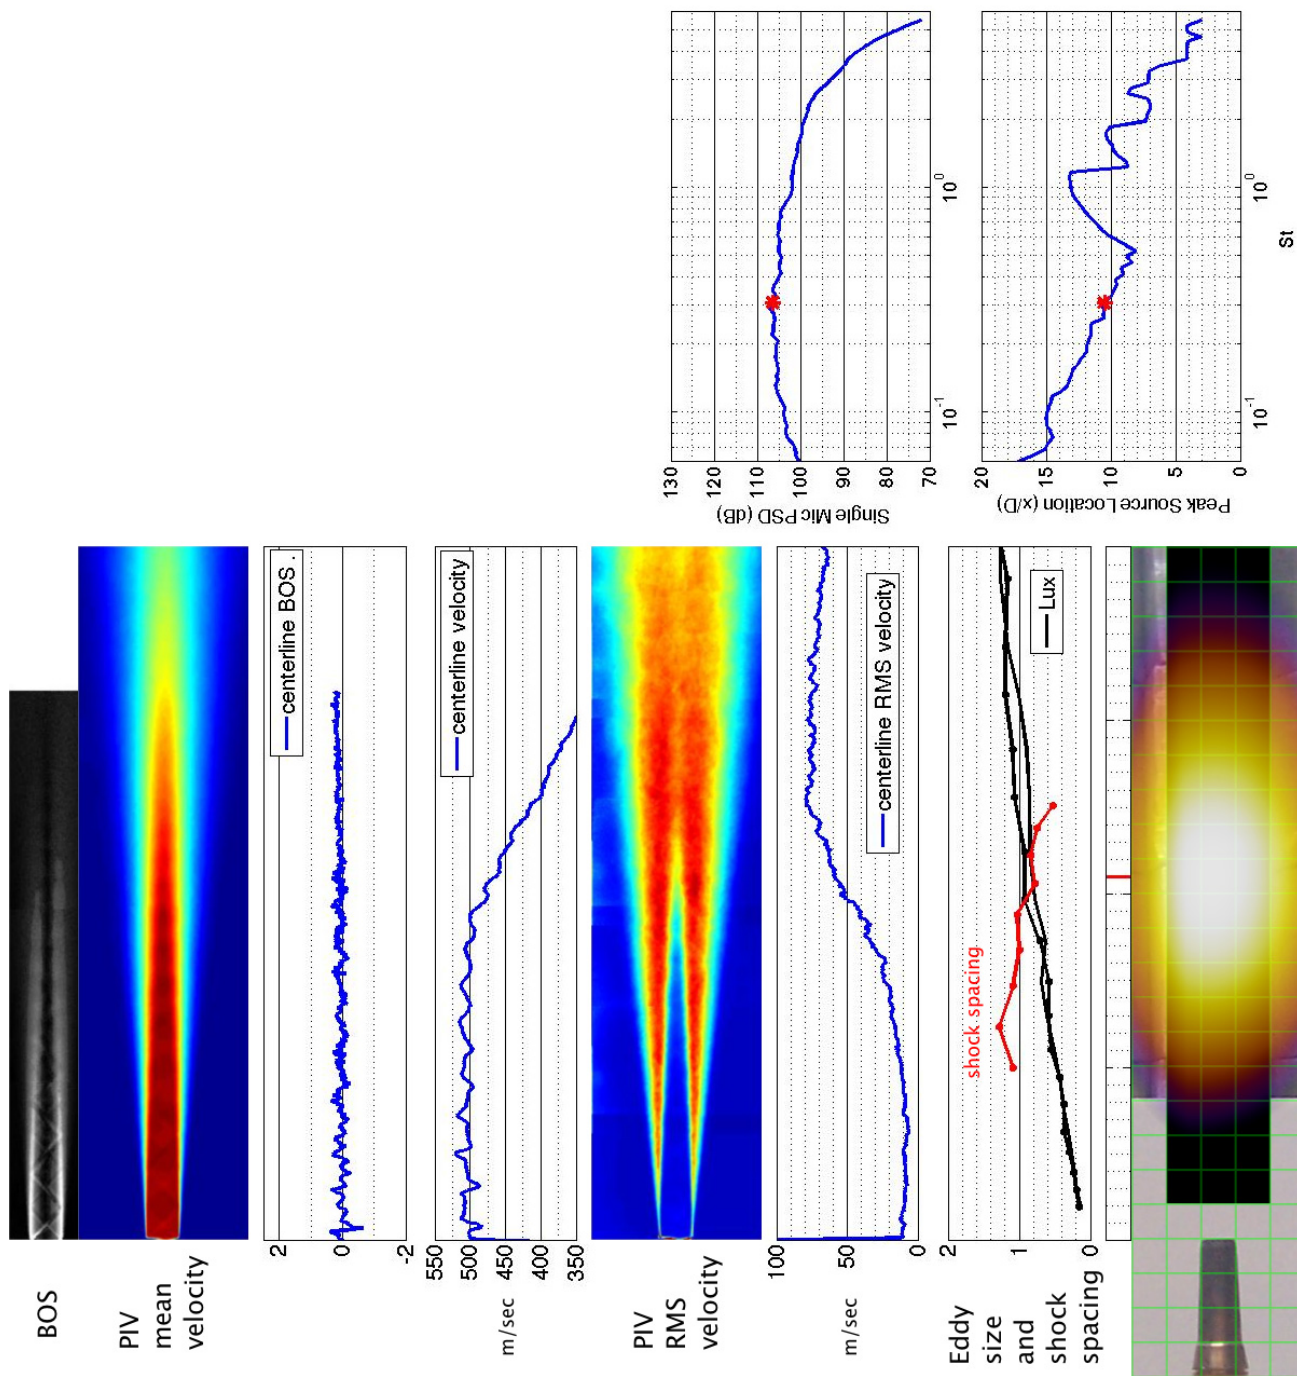 BOS
PIV
mean
velocity
centerline BOS.
2
0
-2
centerline velocity
m/sec
550
500
450
400
350
PIV
RMS
velocity
m/sec
100
50
0
centerline RMS velocity
Eddy
size
and
shock
spacing
2
1
0
shock spacing
Lux
Single Mic PSD (dB)
130
120
110
100
90
80
70
10-1
100
Peak Source Location (x/D)
20
15
10
5
0
10-1
100
St